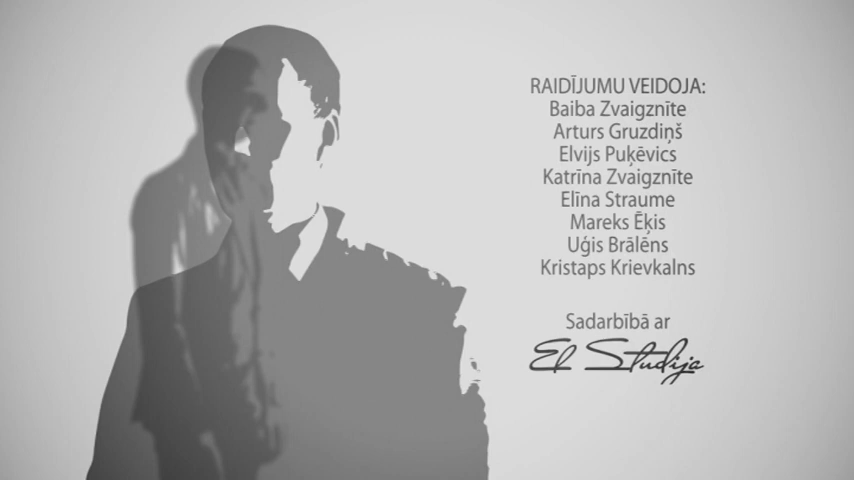 RAIDĪJUMU VEIDOJA:
Baiba Zvaigznīte
Arturs Gruzdiņš
Elvijs Puķēvics
Katrīna Zvaigznīte
Elīna Straume
Mareks Ēķis
Uģis Brālēns
Kristaps Krievkalns
Sadarbībā ar
El Studija